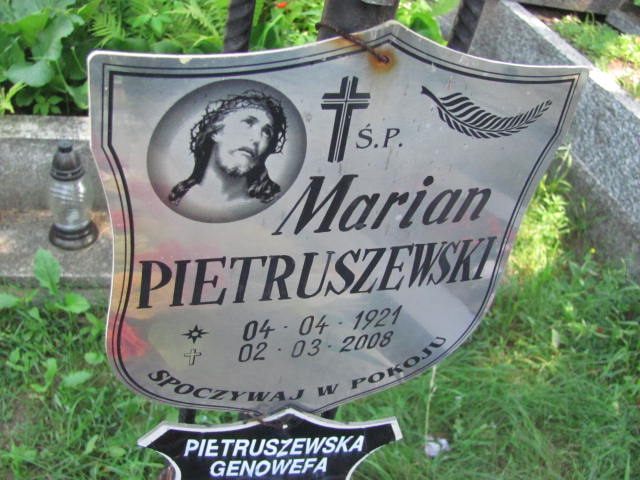 Ś.P.
Marian
PIETRUSZEWSKI
04 · 04 · 1921
02 · 03 · 2008
SPOCZYWAJ W POKOJU
PIETRUSZEWSKA
GENOWEFA